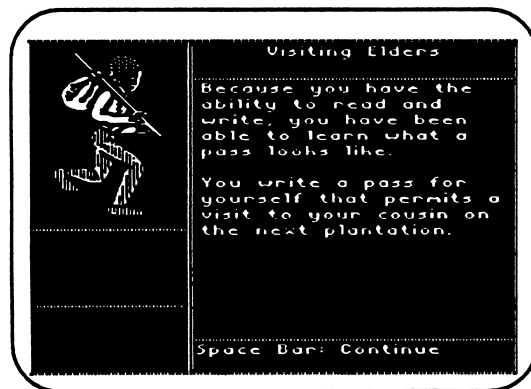 Visiting Elders
Because you have the
ability to read and
write, you have been
able to learn what a
pass looks like.
You write a pass for
yourself that permits a
visit to your cousin on
the next plantation.
Space Bar: Continue